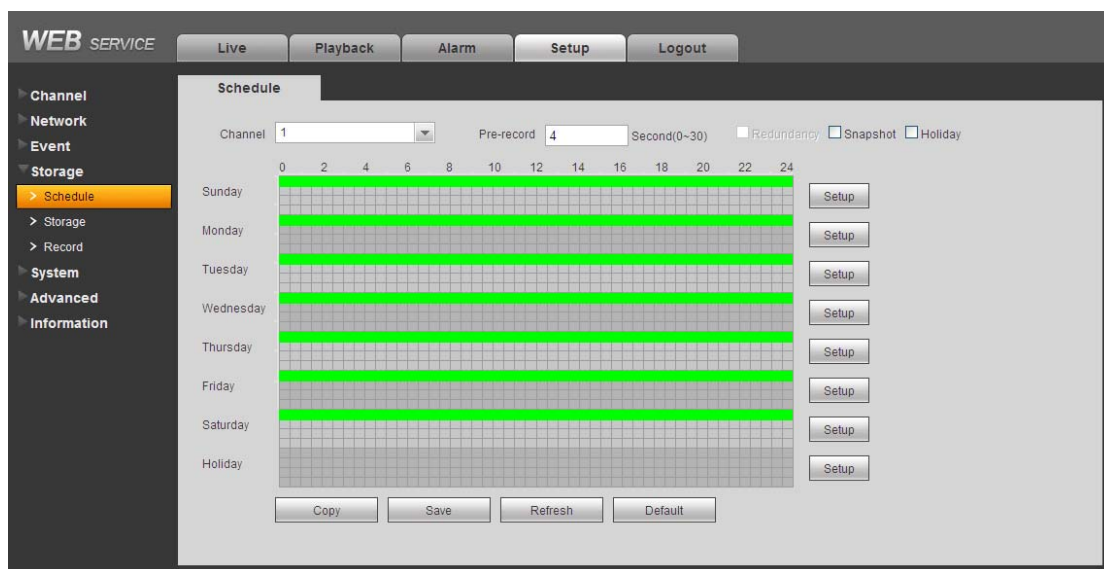 WEB SERVICE
Live Playback Alarm Setup Logout
Channel
Network
Event
Storage
> Schedule
> Storage
> Record
System
Advanced
Information
Schedule
Channel 1 Pre-record 4 Second(0~30) Redundancy Snapshot Holiday
0 2 4 6 8 10 12 14 16 18 20 22 24
Sunday Setup
Monday Setup
Tuesday Setup
Wednesday Setup
Thursday Setup
Friday Setup
Saturday Setup
Holiday Setup
Copy Save Refresh Default